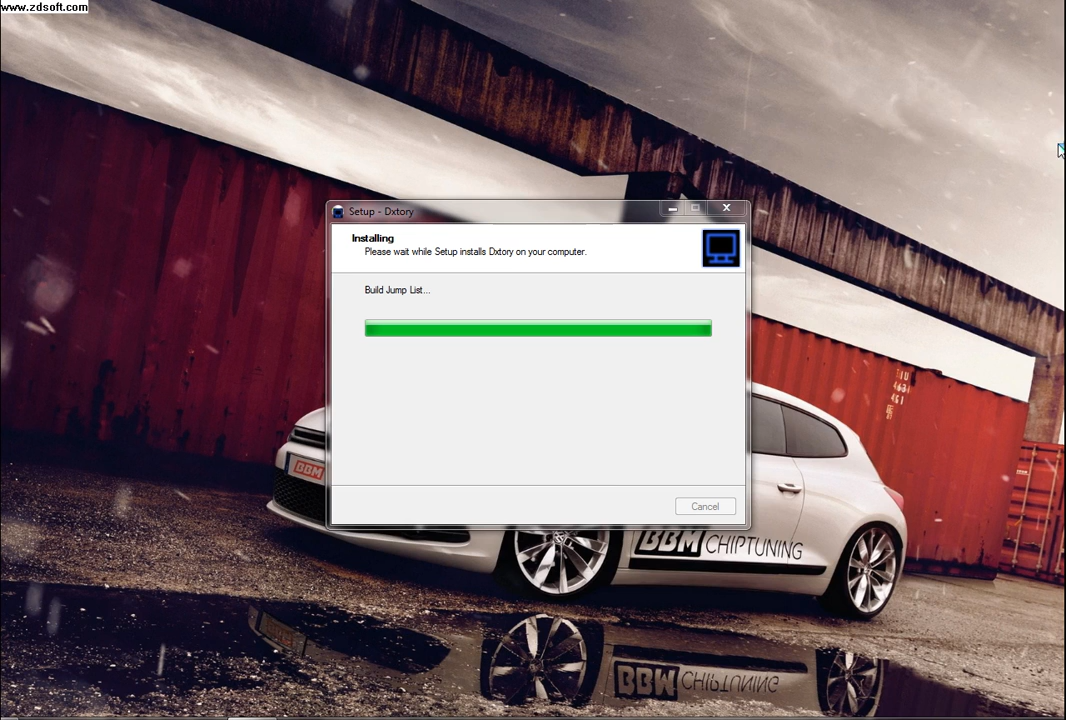 www.zdsoft.com
Setup - Dxtory
Installing
Please wait while Setup installs Dxtory on your computer.
Build Jump List...
Cancel
BBM
BBM CHIPTUNING